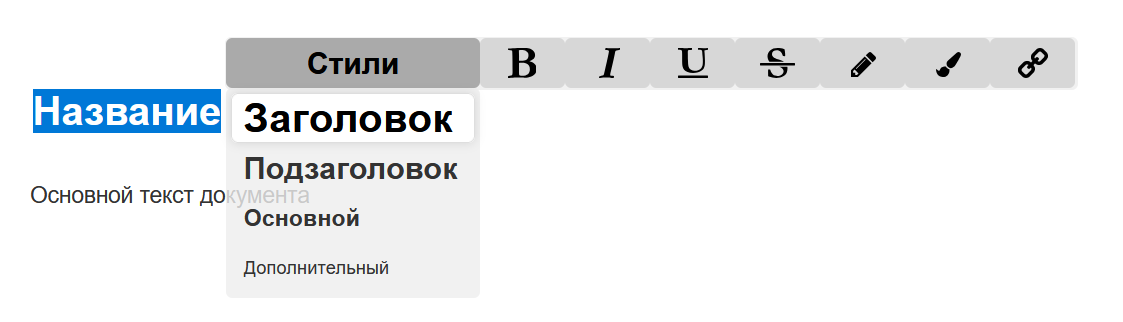 Стили B I U S
Название
Заголовок
Подзаголовок
Основной текст документа
Основной
Дополнительный